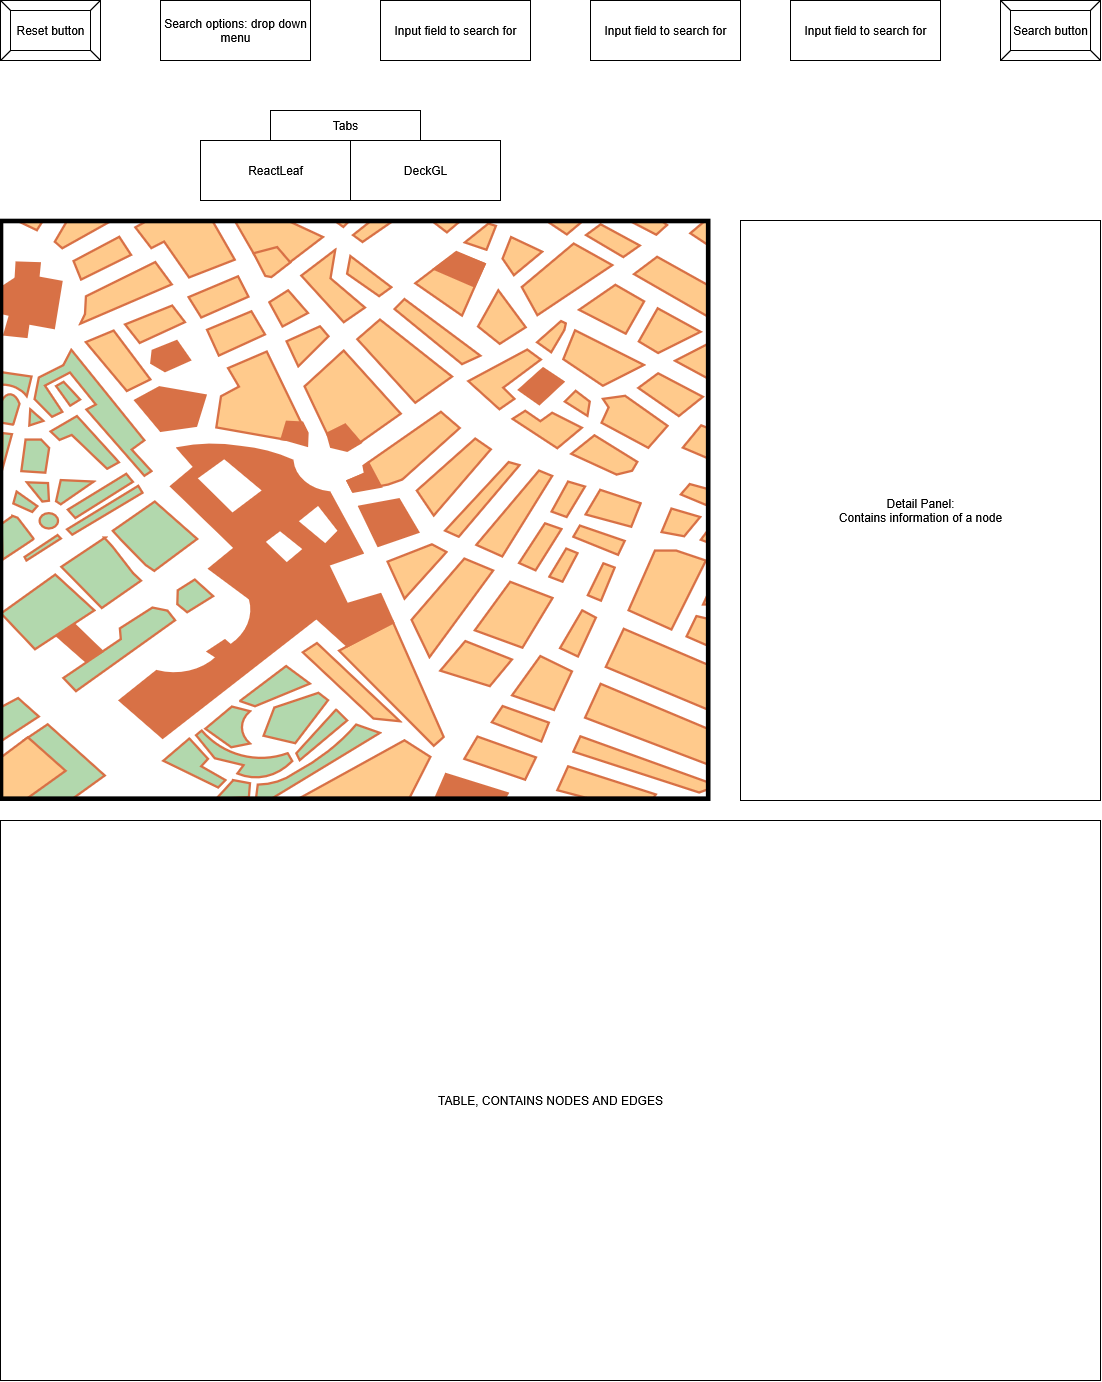 Reset button
Search options: drop down
menu
Input field to search for
Input field to search for
Input field to search for
Search button
Tabs
ReactLeaf
DeckGL
Detail Panel:
Contains information of a node
TABLE, CONTAINS NODES AND EDGES